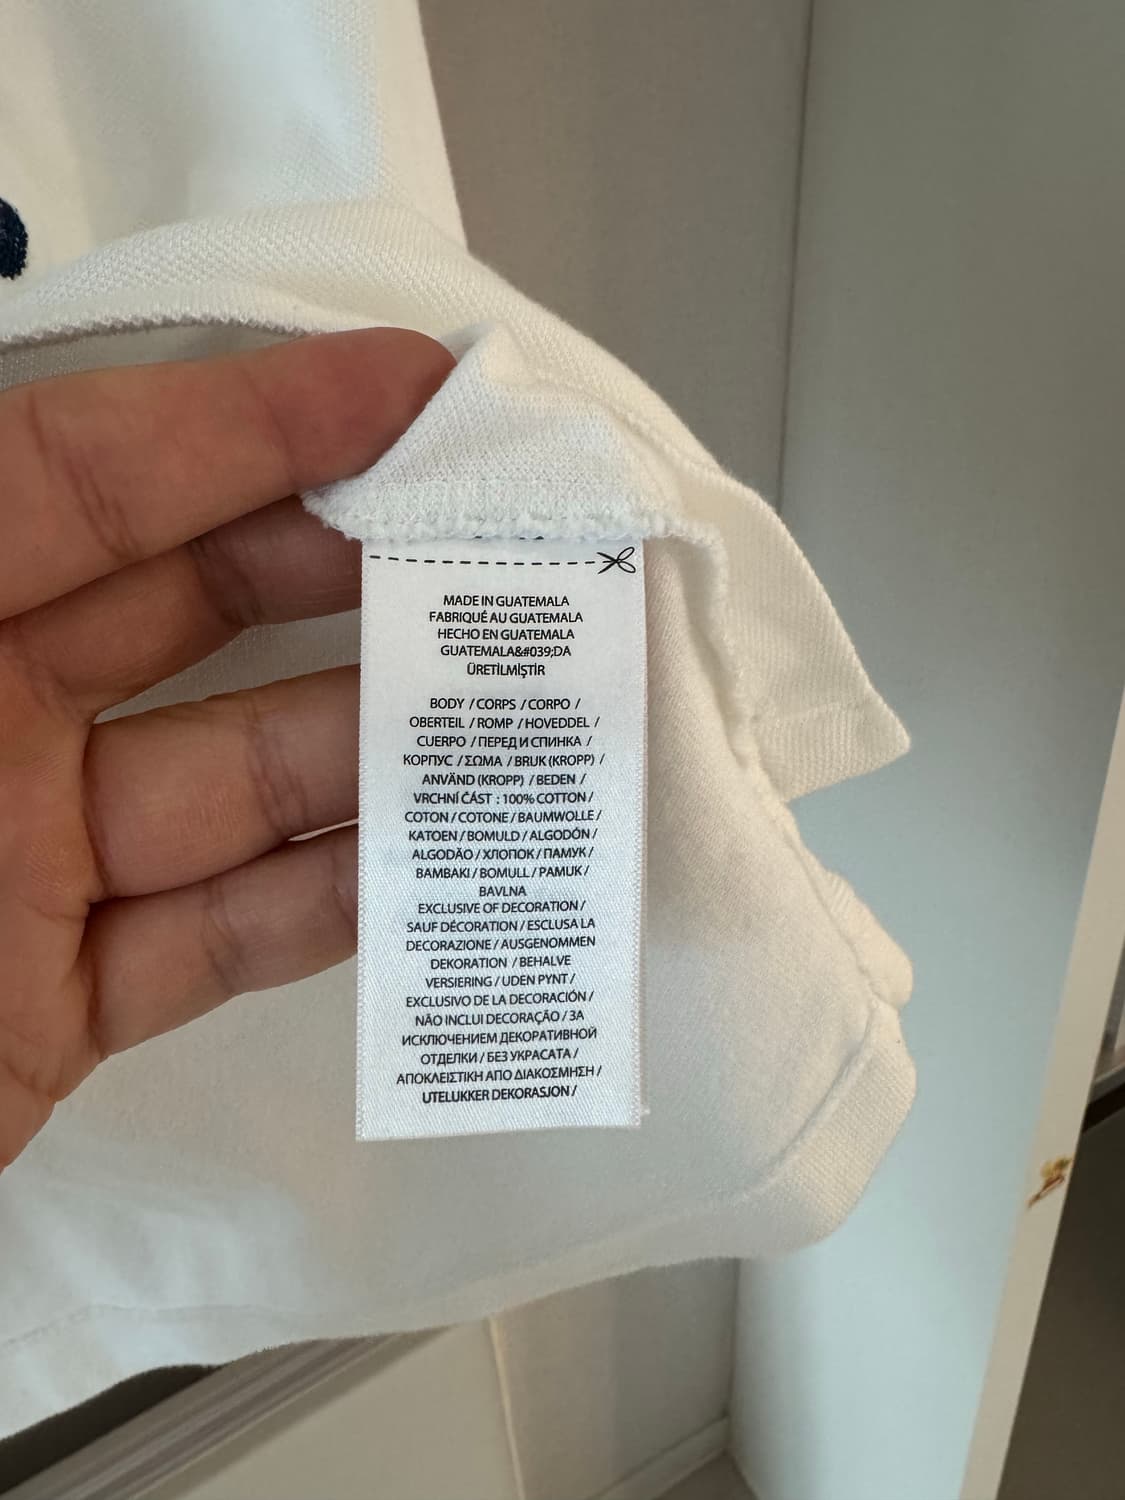 MADE IN GUATEMALA
FABRIQUÉ AU GUATEMALA
HECHO EN GUATEMALA
GUATEMALA&#039;DA
ÜRETİLMİŞTİR
BODY / CORPS / CORPO /
OBERTEIL / ROMP / HOVEDDEL /
CUERPO / ПЕРЕД И СПИНКА /
КОРПУС / ΣΩΜΑ / BRUK (KROPP) /
ANVÄND (KROPP) / BEDEN /
VRCHNÍ ČÁST : 100% COTTON /
COTON / COTONE / BAUMWOLLE /
KATOEN / BOMULD / ALGODÓN /
ALGODÃO / ХЛОПОК / ПАМУК /
ΒΑΜΒΑΚΙ / BOMULL / PAMUK /
BAVLNA
EXCLUSIVE OF DECORATION /
SAUF DÉCORATION / ESCLUSA LA
DECORAZIONE / AUSGENOMMEN
DEKORATION / BEHALVE
VERSIERING / UDEN PYNT /
EXCLUSIVO DE LA DECORACIÓN /
NÃO INCLUI DECORAÇÃO / ЗА
ИСКЛЮЧЕНИЕМ ДЕКОРАТИВНОЙ
ОТДЕЛКИ / БЕЗ УКРАСАТА /
ΑΠΟΚΛΕΙΣΤΙΚΗ ΑΠΟ ΔΙΑΚΟΣΜΗΣΗ /
UTELUKKER DEKORASJON /